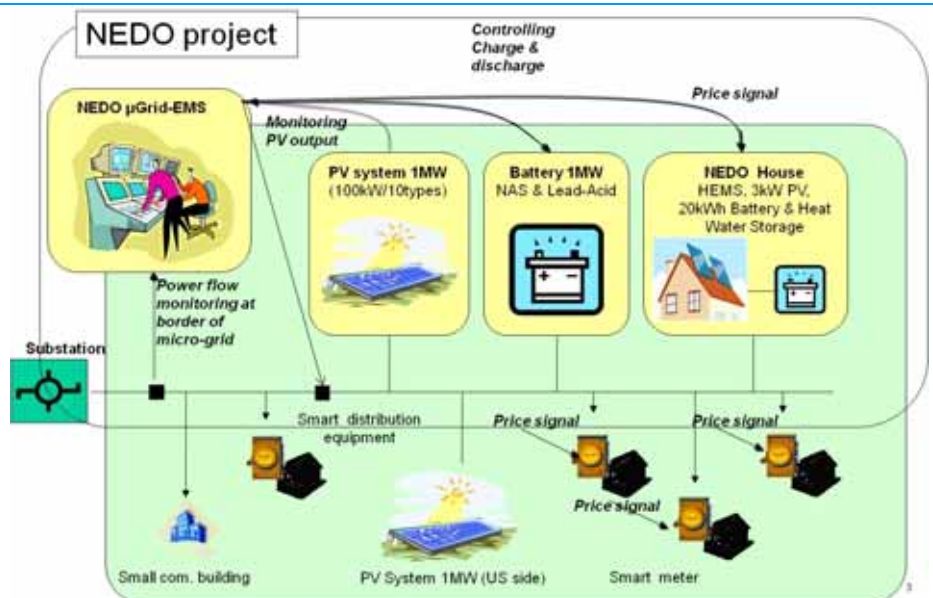 NEDO project
Controlling
Charge &
discharge
NEDO µGrid-EMS
Price signal
Monitoring
PV output
PV system 1MW
(100kW/10types)
Battery 1MW
NAS & Lead-Acid
NEDO House
HEMS, 3kW PV,
20kWh Battery & Heat
Water Storage
Power flow
monitoring at
border of
micro-grid
Substation
Smart distribution
equipment
Price signal
Price signal
Price signal
Small com. building
PV System 1MW (US side)
Smart meter
3